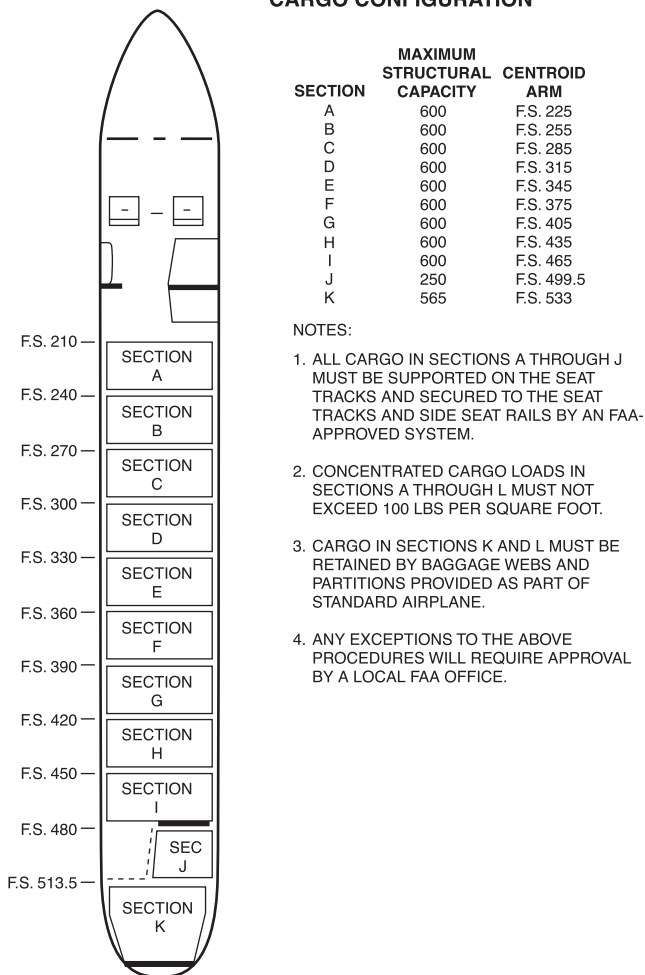 CARGO CONFIGURATION
MAXIMUM
STRUCTURAL CENTROID
SECTION CAPACITY ARM
A 600 F.S. 225
B 600 F.S. 255
C 600 F.S. 285
D 600 F.S. 315
E 600 F.S. 345
F 600 F.S. 375
G 600 F.S. 405
H 600 F.S. 435
I 600 F.S. 465
J 250 F.S. 499.5
K 565 F.S. 533
NOTES:
1. ALL CARGO IN SECTIONS A THROUGH J
MUST BE SUPPORTED ON THE SEAT
TRACKS AND SECURED TO THE SEAT
TRACKS AND SIDE SEAT RAILS BY AN FAA-
APPROVED SYSTEM.
2. CONCENTRATED CARGO LOADS IN
SECTIONS A THROUGH L MUST NOT
EXCEED 100 LBS PER SQUARE FOOT.
3. CARGO IN SECTIONS K AND L MUST BE
RETAINED BY BAGGAGE WEBS AND
PARTITIONS PROVIDED AS PART OF
STANDARD AIRPLANE.
4. ANY EXCEPTIONS TO THE ABOVE
PROCEDURES WILL REQUIRE APPROVAL
BY A LOCAL FAA OFFICE.
F.S. 210
SECTION
A
F.S. 240
SECTION
B
F.S. 270
SECTION
C
F.S. 300
SECTION
D
F.S. 330
SECTION
E
F.S. 360
SECTION
F
F.S. 390
SECTION
G
F.S. 420
SECTION
H
F.S. 450
SECTION
I
F.S. 480
SEC
J
F.S. 513.5
SECTION
K